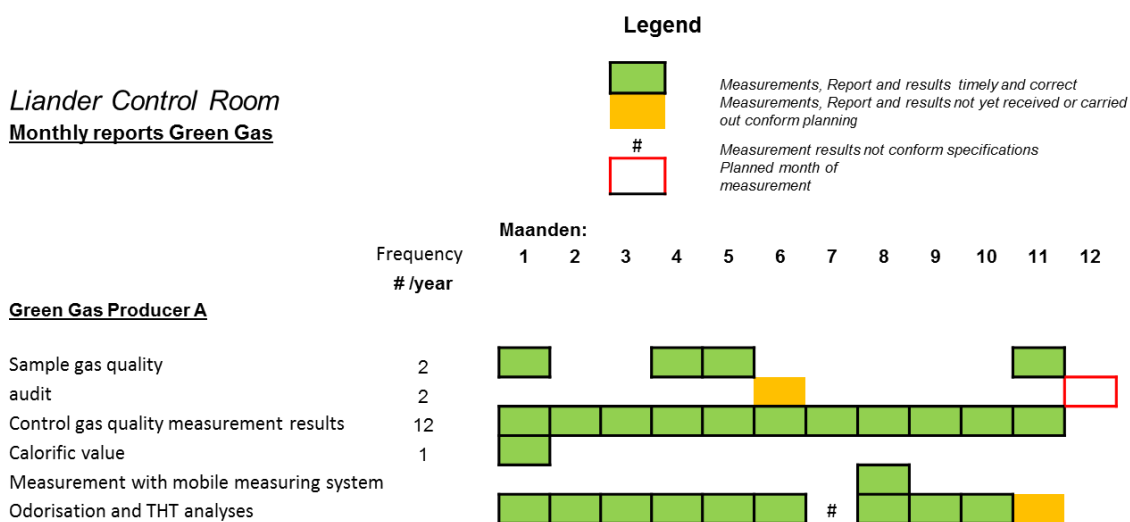 Legend
Measurements, Report and results timely and correct
Liander Control Room
Measurements, Report and results not yet received or carried
out conform planning
Monthly reports Green Gas
#
Measurement results not conform specifications
Planned month of
measurement
Maanden:
Frequency 1 2 3 4 5 6 7 8 9 10 11 12
# /year
Green Gas Producer A
Sample gas quality 2
audit 2
Control gas quality measurement results 12
Calorific value 1
Measurement with mobile measuring system
Odorisation and THT analyses #